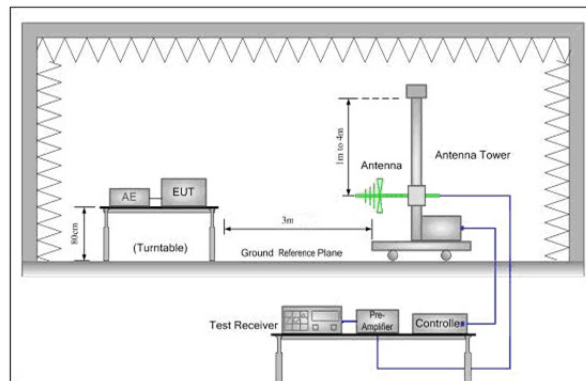 1m to 4m
Antenna
Antenna Tower
AE
EUT
3m
80cm
(Turntable)
Ground Reference Plane
Test Receiver
Pre-
Amplifier
Controller